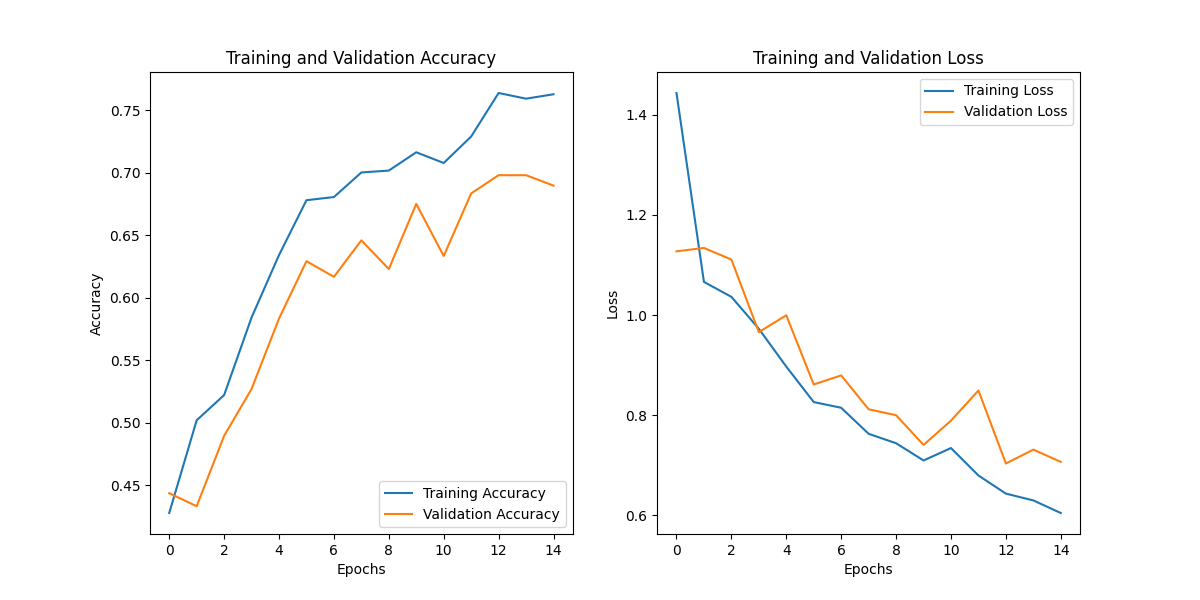 Training and Validation Accuracy
Accuracy
0.75
0.70
0.65
0.60
0.55
0.50
0.45
Training Accuracy
Validation Accuracy
0 2 4 6 8 10 12 14
Epochs
Training and Validation Loss
Loss
1.4
1.2
1.0
0.8
0.6
Training Loss
Validation Loss
0 2 4 6 8 10 12 14
Epochs